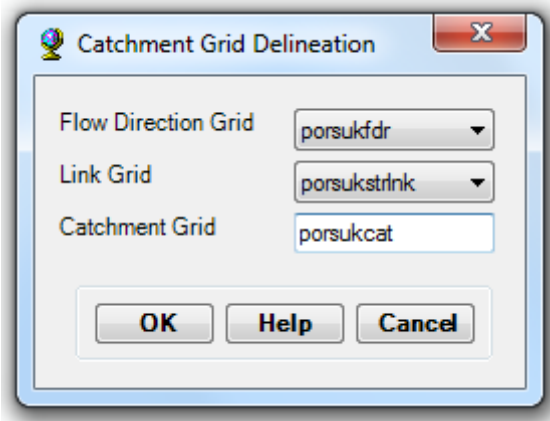 Catchment Grid Delineation
Flow Direction Grid porsukfdr
Link Grid porsukstrlnk
Catchment Grid porsukcat
OK Help Cancel